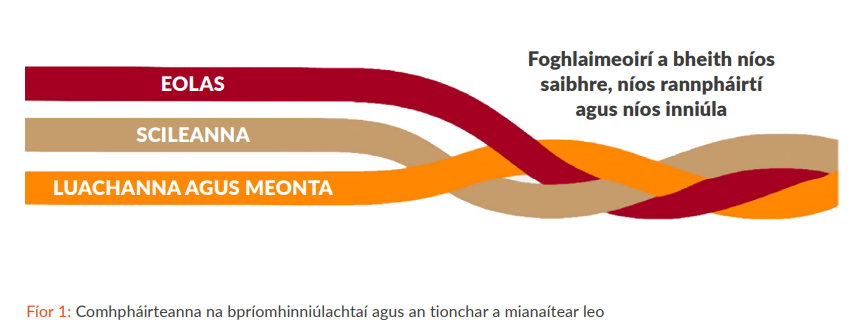 EOLAS
SCILEANNA
LUACHANNA AGUS MEONTA
Foghlaimeoirí a bheith níos
saibhre, níos rannpháirtí
agus níos inniúla
Fíor 1: Comhpháirteanna na bpríomhinniúlachtaí agus an tionchar a mianaítear leo